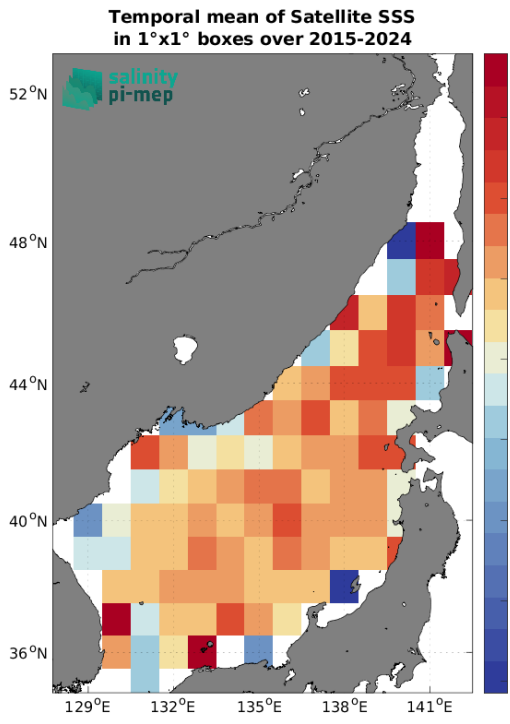 Temporal mean of Satellite SSS
in 1°x1° boxes over 2015-2024
salinity
pi-mep
52°N
48°N
44°N
40°N
36°N
129°E 132°E 135°E 138°E 141°E